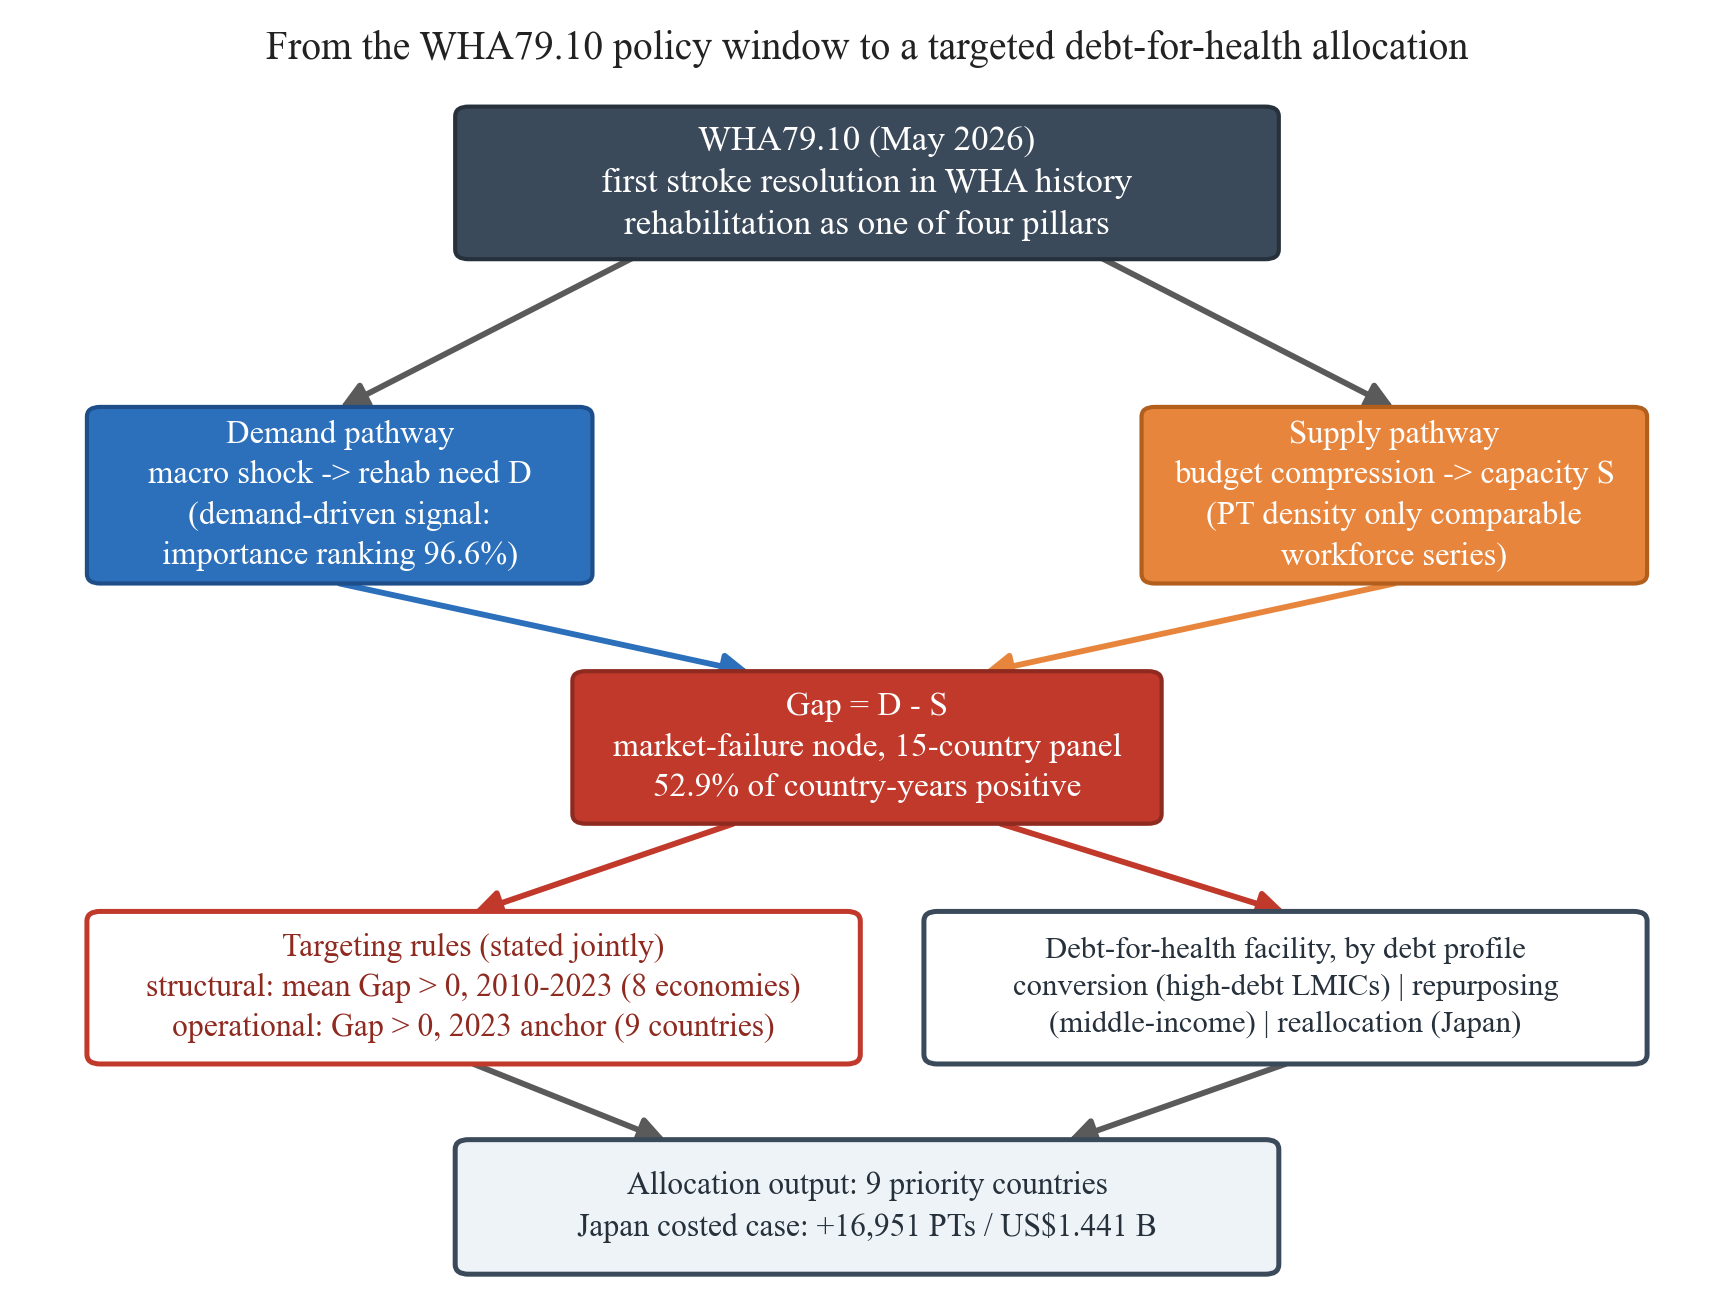 From the WHA79.10 policy window to a targeted debt-for-health allocation
WHA79.10 (May 2026)
first stroke resolution in WHA history
rehabilitation as one of four pillars
Demand pathway
macro shock -> rehab need D
(demand-driven signal:
importance ranking 96.6%)
Supply pathway
budget compression -> capacity S
(PT density only comparable
workforce series)
Gap = D - S
market-failure node, 15-country panel
52.9% of country-years positive
Targeting rules (stated jointly)
structural: mean Gap > 0, 2010-2023 (8 economies)
operational: Gap > 0, 2023 anchor (9 countries)
Debt-for-health facility, by debt profile
conversion (high-debt LMICs) | repurposing
(middle-income) | reallocation (Japan)
Allocation output: 9 priority countries
Japan costed case: +16,951 PTs / US$1.441 B